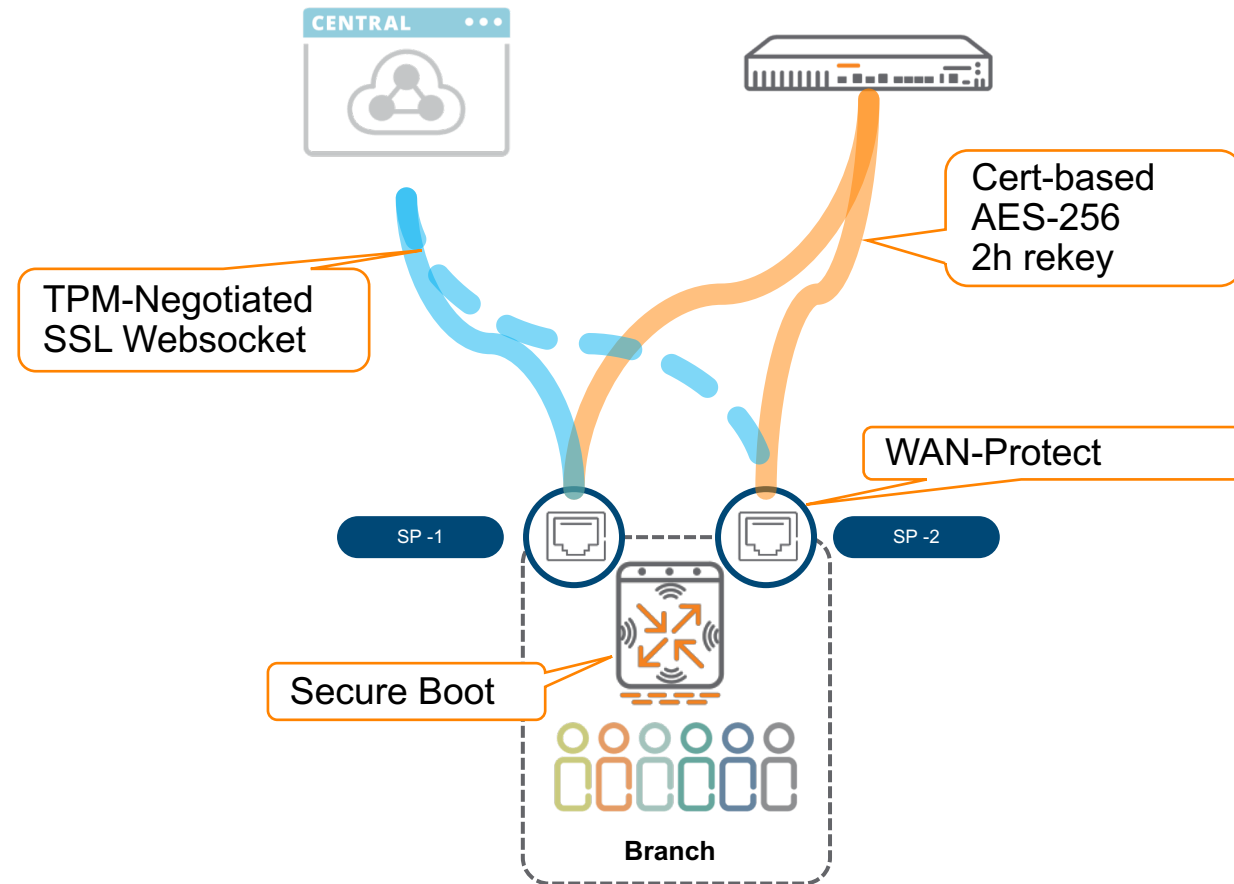 CENTRAL
Cert-based
AES-256
2h rekey
TPM-Negotiated
SSL Websocket
WAN-Protect
SP -1
SP -2
Secure Boot
Branch